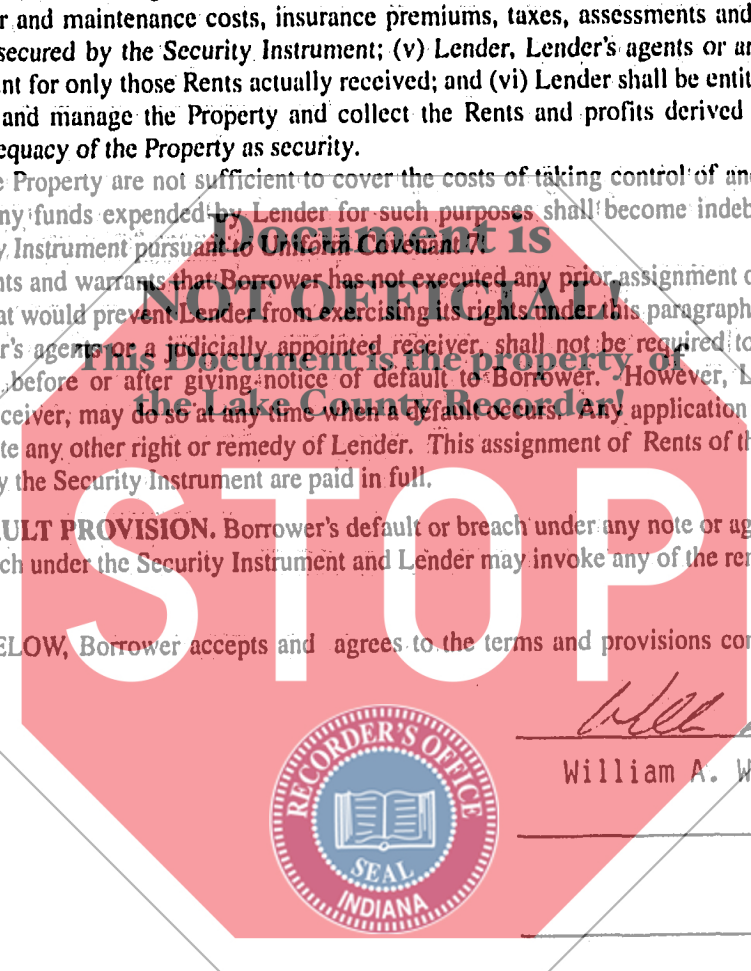 r and maintenance costs, insurance premiums, taxes, assessments and
secured by the Security Instrument; (v) Lender, Lender's agents or a
nt for only those Rents actually received; and (vi) Lender shall be entit
and manage the Property and collect the Rents and profits derived
equacy of the Property as security.
e Property are not sufficient to cover the costs of taking control of an
ny funds expended by Lender for such purposes shall become indeb
Document is
y Instrument pursuant to Uniform Covenant 7.
nts and warrants that Borrower has not executed any prior assignment o
NOT OFFICIAL!
at would prevent Lender from exercising its rights under this paragraph
r's agents or a judicially appointed receiver, shall not be required to
This Document is the property of
before or after giving notice of default to Borrower. However, L
the Lake County Recorder!
ceiver, may do so at any time when a default occurs. Any application
te any other right or remedy of Lender. This assignment of Rents of th
y the Security Instrument are paid in full.
STOP
ULT PROVISION. Borrower's default or breach under any note or ag
ch under the Security Instrument and Lender may invoke any of the rem
ELOW, Borrower accepts and agrees to the terms and provisions con
RECORDER'S OFFICE
William A. W
SEAL
INDIANA